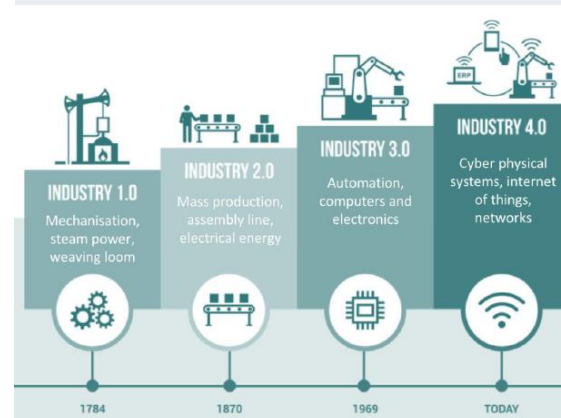 ERP
INDUSTRY 1.0
Mechanisation,
steam power,
weaving loom
INDUSTRY 2.0
Mass production,
assembly line,
electrical energy
INDUSTRY 3.0
Automation,
computers and
electronics
INDUSTRY 4.0
Cyber physical
systems, internet
of things,
networks
1784
1870
1969
TODAY